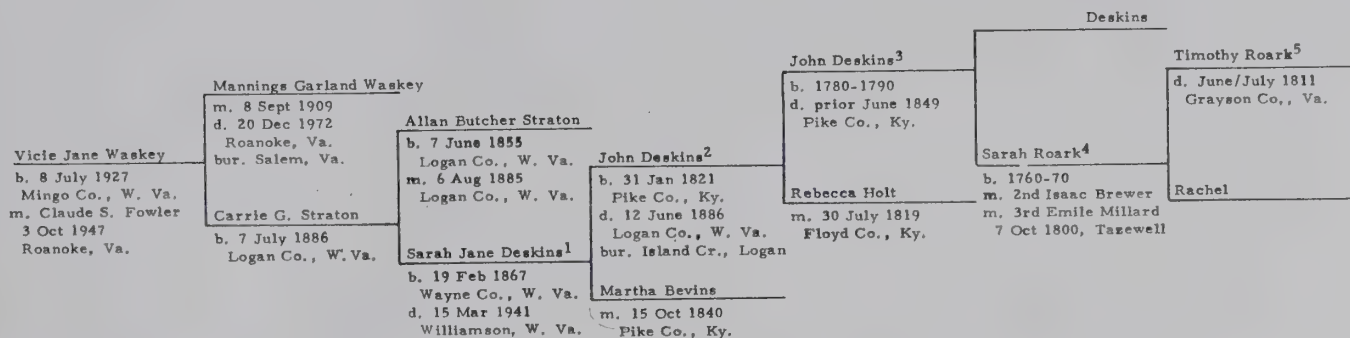 Vicie Jane Waskey
b. 8 July 1927
Mingo Co., W. Va.
m. Claude S. Fowler
3 Oct 1947
Roanoke, Va.
Mannings Garland Waskey
m. 8 Sept 1909
d. 20 Dec 1972
Roanoke, Va.
bur. Salem, Va.
Carrie G. Straton
b. 7 July 1886
Logan Co., W. Va.
Allan Butcher Straton
b. 7 June 1855
Logan Co., W. Va.
m. 6 Aug 1885
Logan Co., W. Va.
Sarah Jane Deskins1
b. 19 Feb 1867
Wayne Co., W. Va.
d. 15 Mar 1941
Williamson, W. Va.
John Deskins2
b. 31 Jan 1821
Pike Co., Ky.
d. 12 June 1886
Logan Co., W. Va.
bur. Island Cr., Logan
Martha Bevins
m. 15 Oct 1840
Pike Co., Ky.
John Deskins3
b. 1780-1790
d. prior June 1849
Pike Co., Ky.
Rebecca Holt
m. 30 July 1819
Floyd Co., Ky.
Deskins
Sarah Roark4
b. 1760-70
m. 2nd Isaac Brewer
m. 3rd Emile Millard
7 Oct 1800, Tazewell
Timothy Roark5
d. June/July 1811
Grayson Co., Va.
Rachel